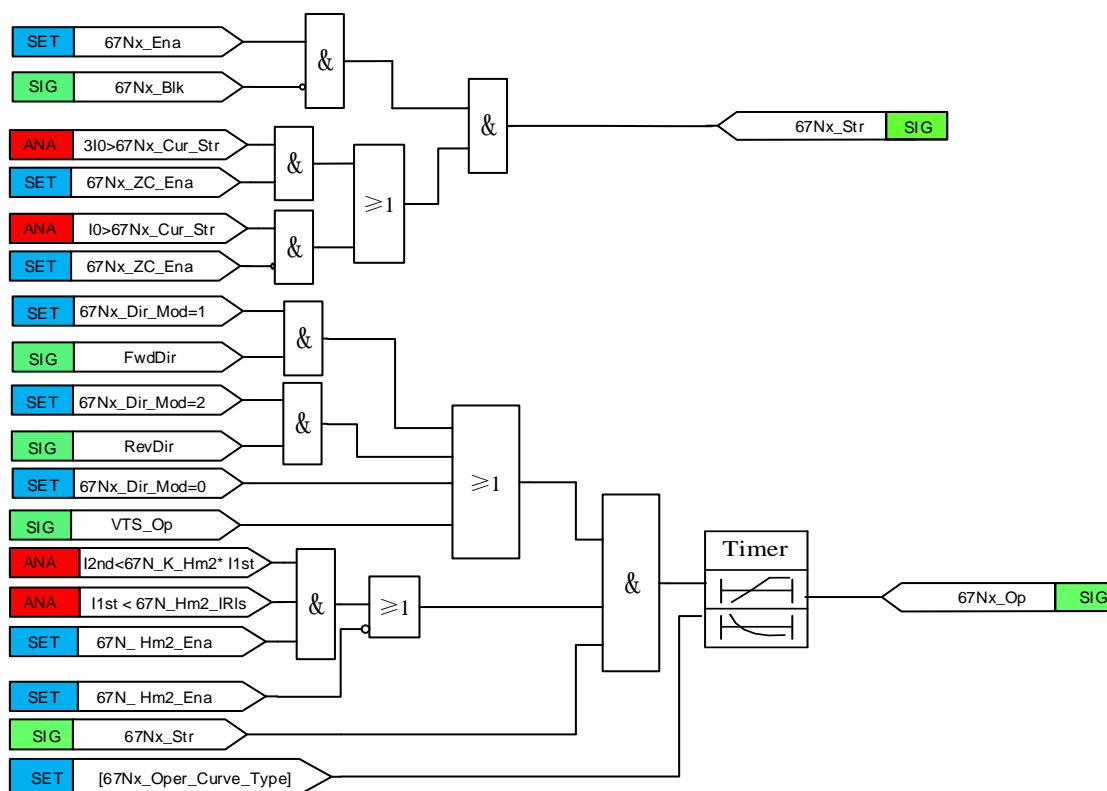 SET 67Nx_Ena
&
SIG 67Nx_Blk
&
67Nx_Str SIG
ANA 3I0>67Nx_Cur_Str
&
SET 67Nx_ZC_Ena
≥1
ANA I0>67Nx_Cur_Str
&
SET 67Nx_ZC_Ena
SET 67Nx_Dir_Mod=1
&
SIG FwdDir
SET 67Nx_Dir_Mod=2
&
SIG RevDir
SET 67Nx_Dir_Mod=0
≥1
SIG VTS_Op
Timer
ANA I2nd<67N_K_Hm2* I1st
&
ANA I1st < 67N_Hm2_IRls
&
≥1
67Nx_Op SIG
SET 67N_ Hm2_Ena
SET 67N_ Hm2_Ena
SIG 67Nx_Str
SET [67Nx_Oper_Curve_Type]